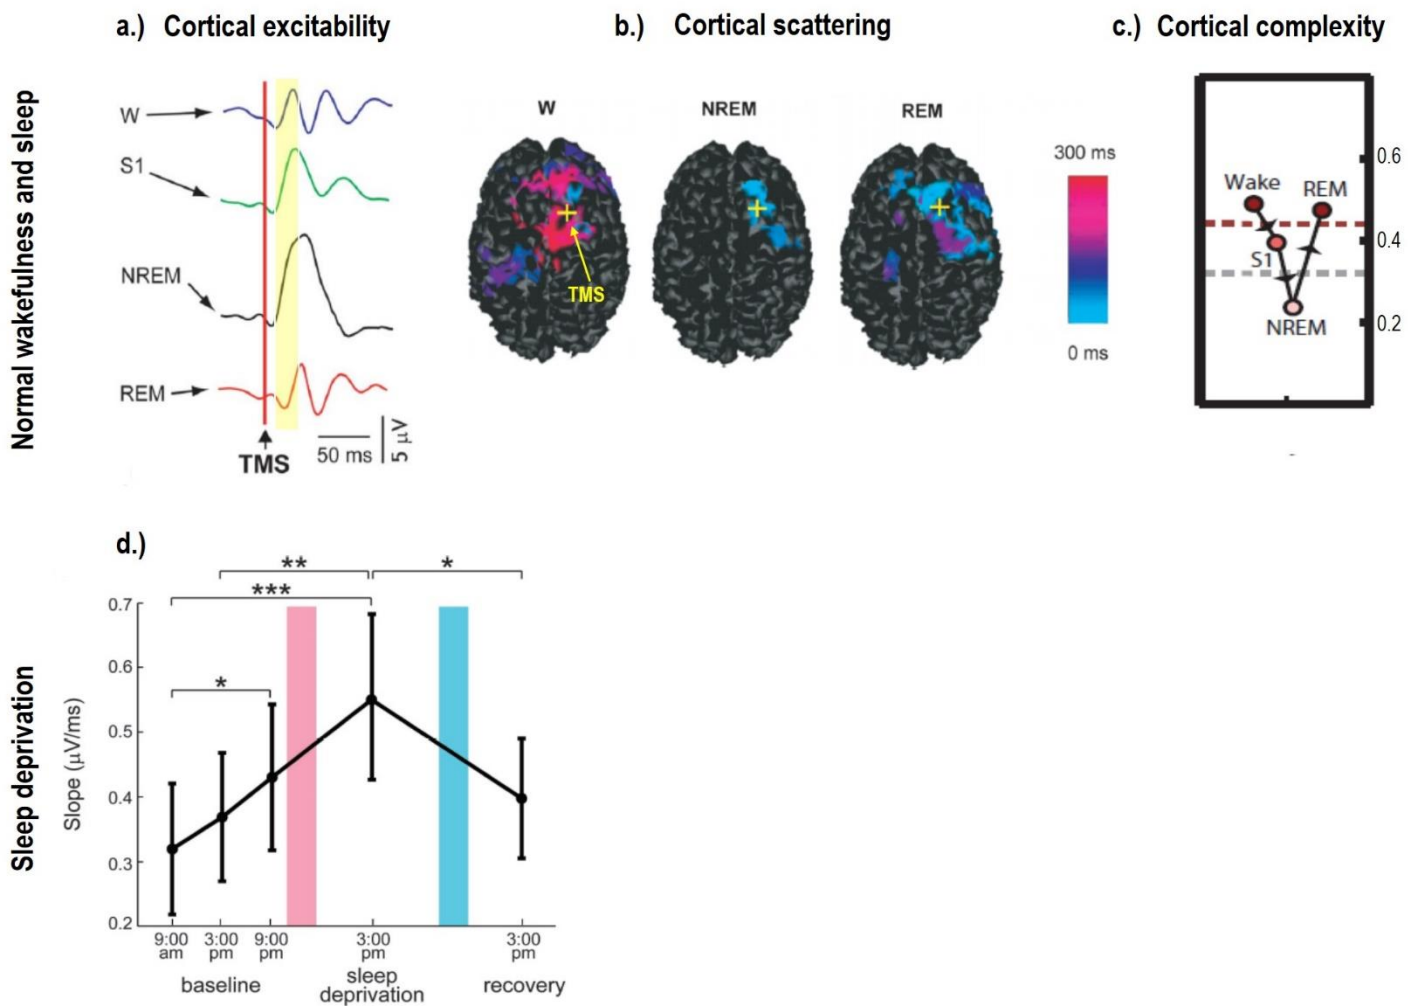 a.) Cortical excitability
b.) Cortical scattering
c.) Cortical complexity
Normal wakefulness and sleep
W
S1
NREM
REM
TMS
50 ms
5 μV
W
NREM
REM
TMS
300 ms
0 ms
Wake
REM
S1
NREM
0.6
0.4
0.2
d.)
Sleep deprivation
**
*
***
*
Slope (μV/ms)
0.7
0.6
0.5
0.4
0.3
0.2
9:00
am
3:00
pm
9:00
pm
3:00
pm
3:00
pm
baseline
sleep
deprivation
recovery